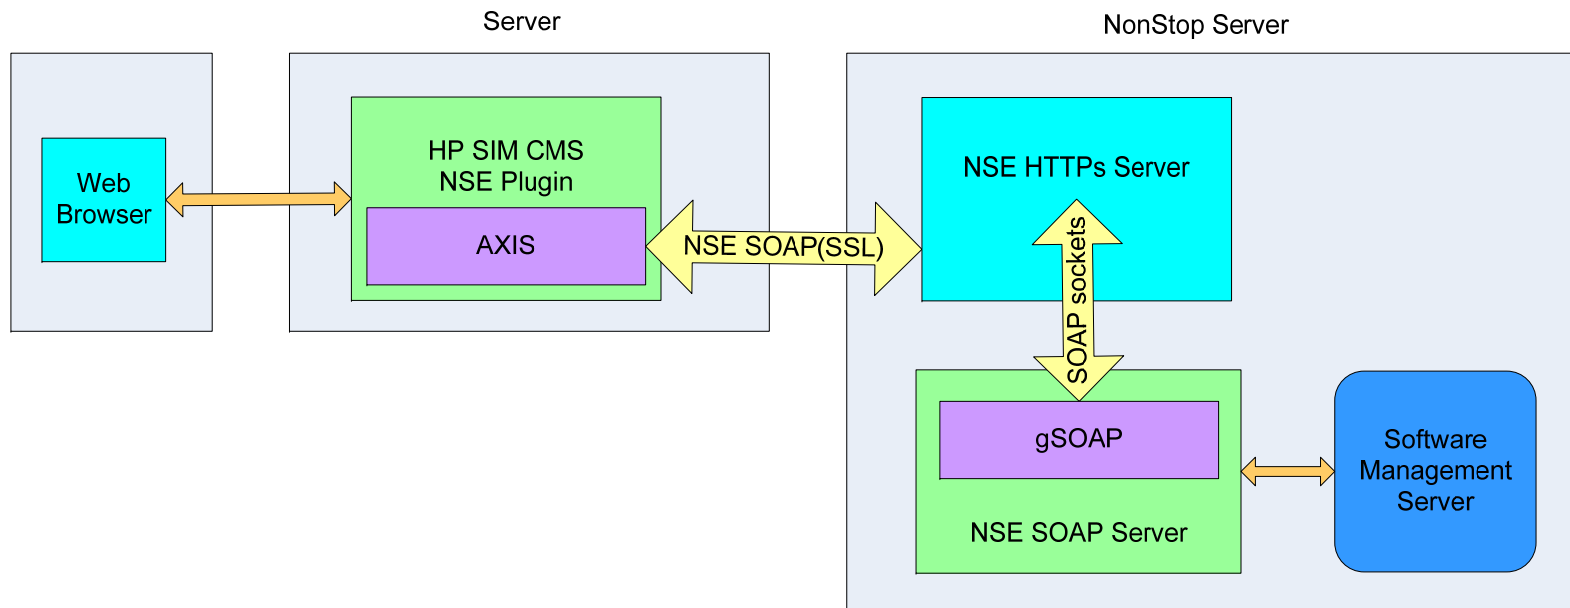 Server
NonStop Server
Web
Browser
HP SIM CMS
NSE Plugin
AXIS
NSE SOAP(SSL)
NSE HTTPs Server
SOAP sockets
gSOAP
NSE SOAP Server
Software
Management
Server